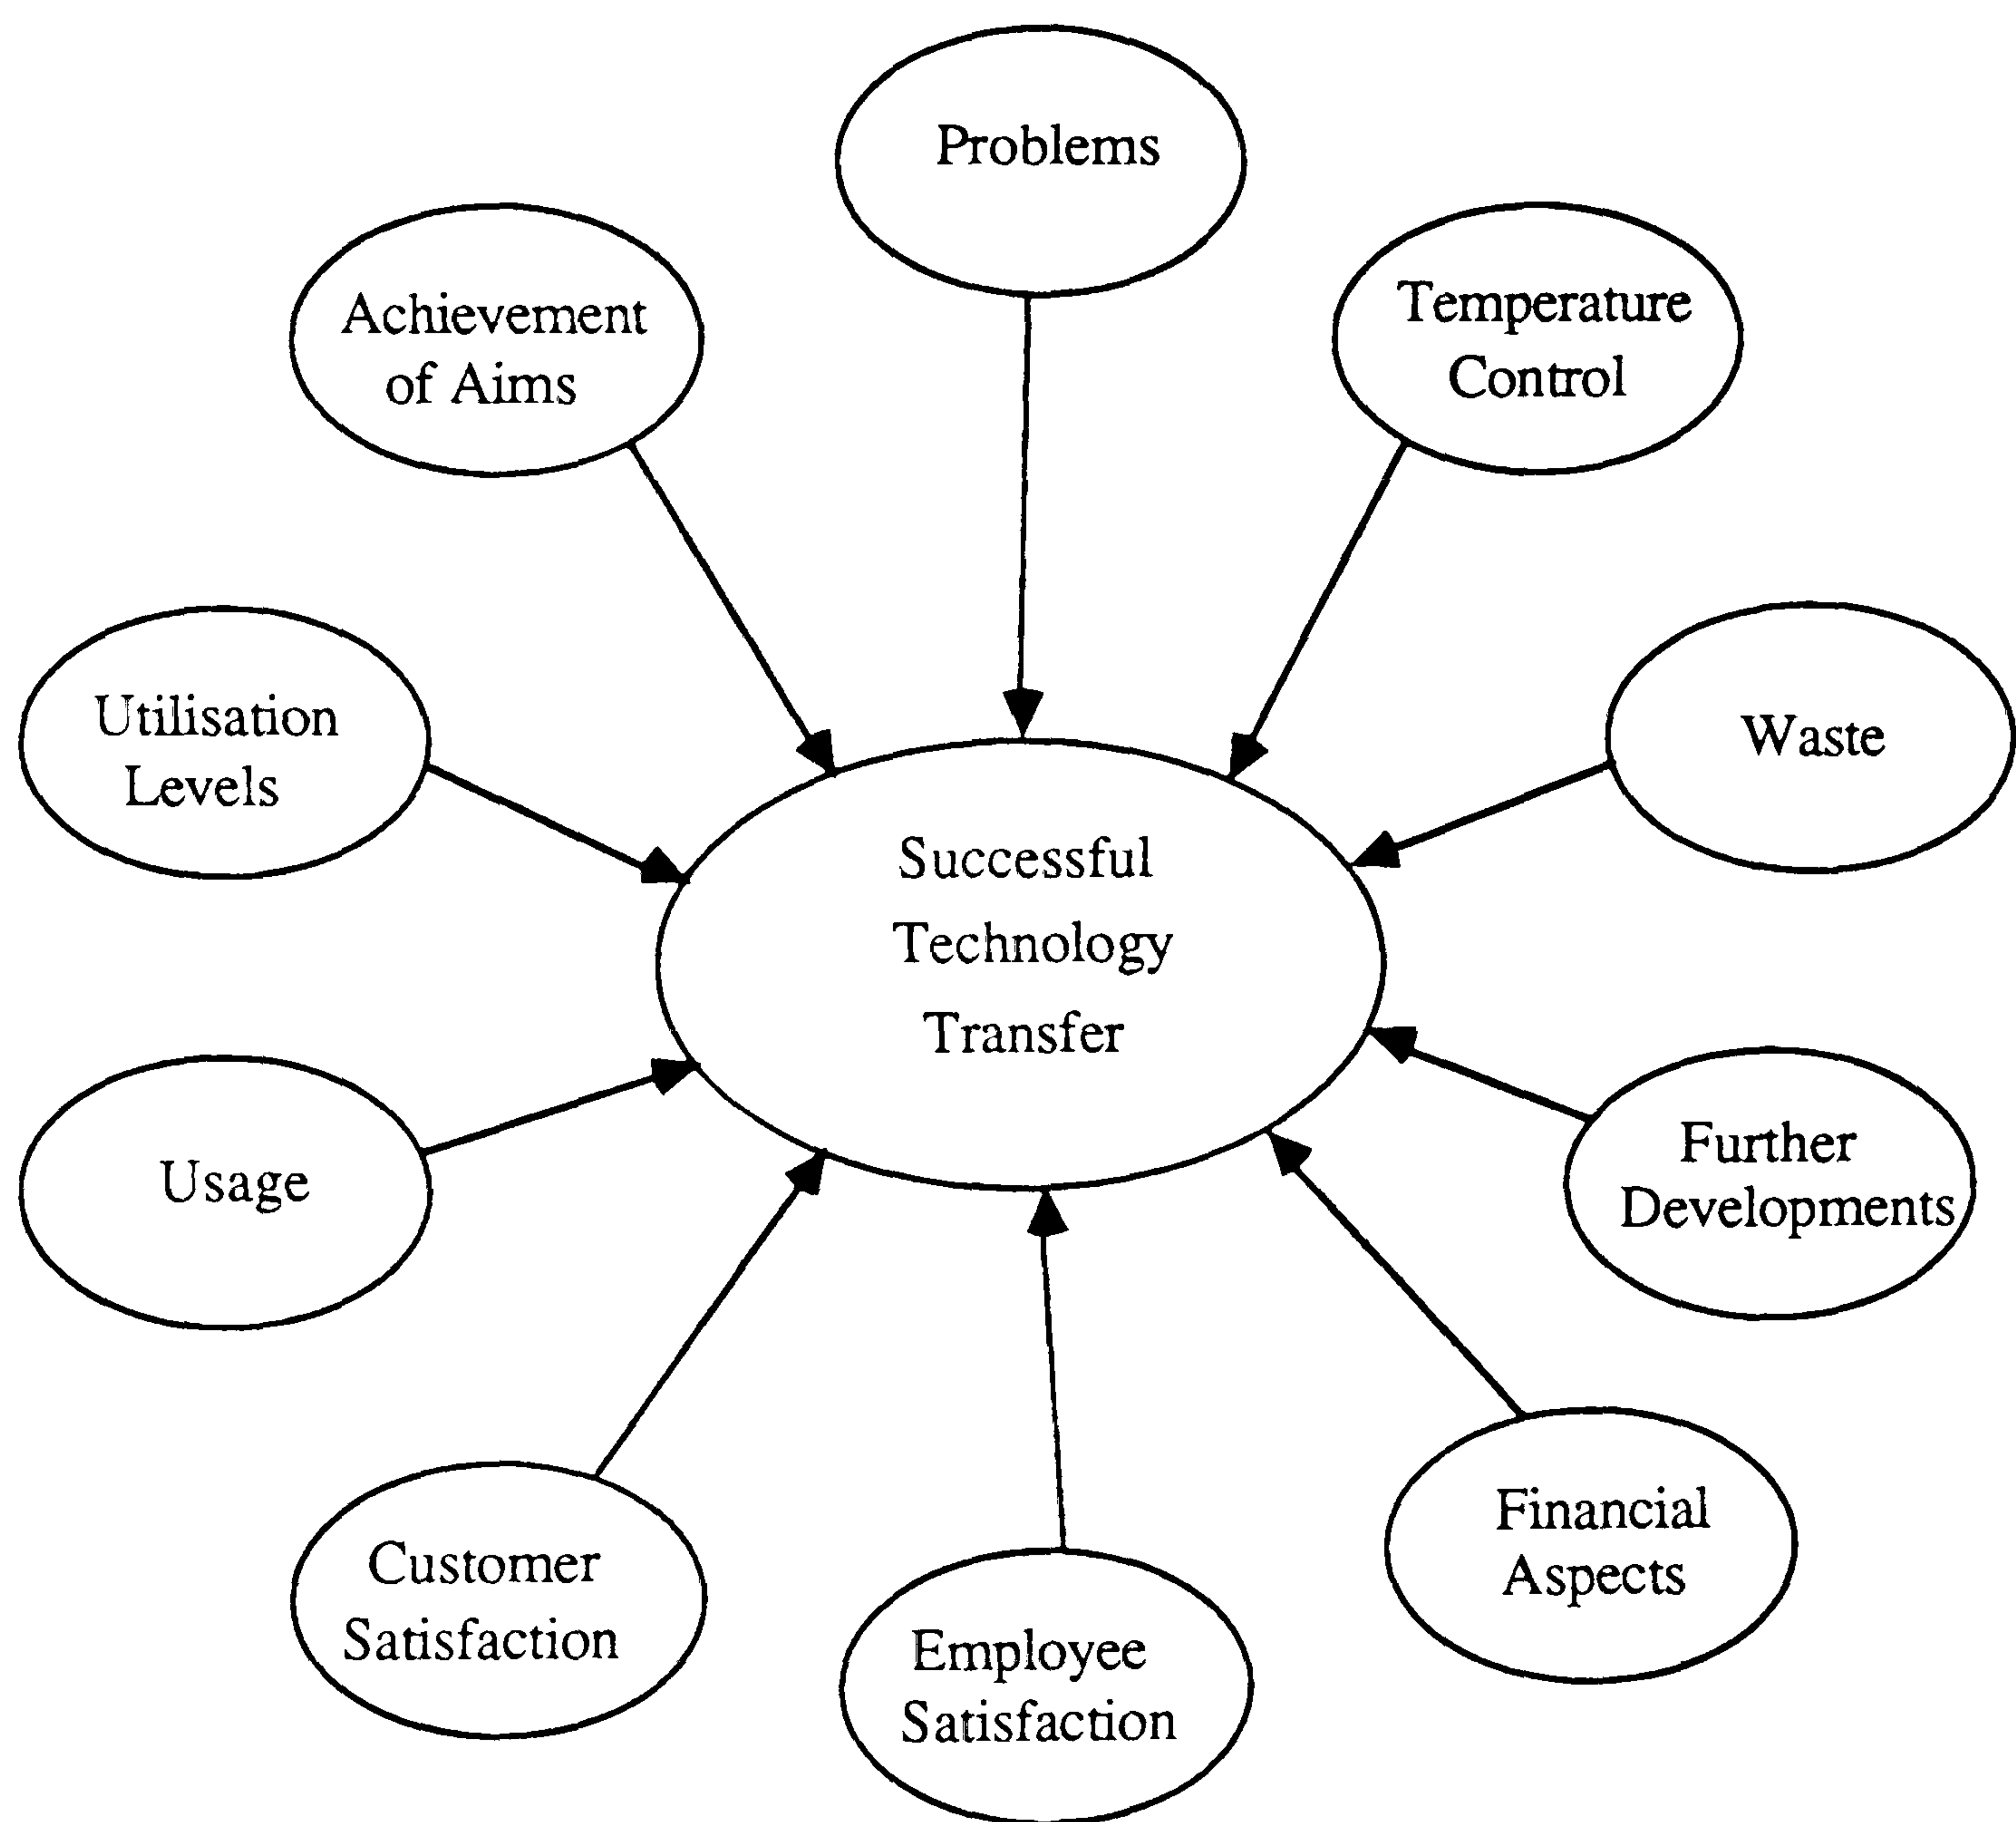 Problems
Achievement
of Aims
Temperature
Control
Utilisation
Levels
Waste
Successful
Technology
Transfer
Usage
Further
Developments
Customer
Satisfaction
Employee
Satisfaction
Financial
Aspects